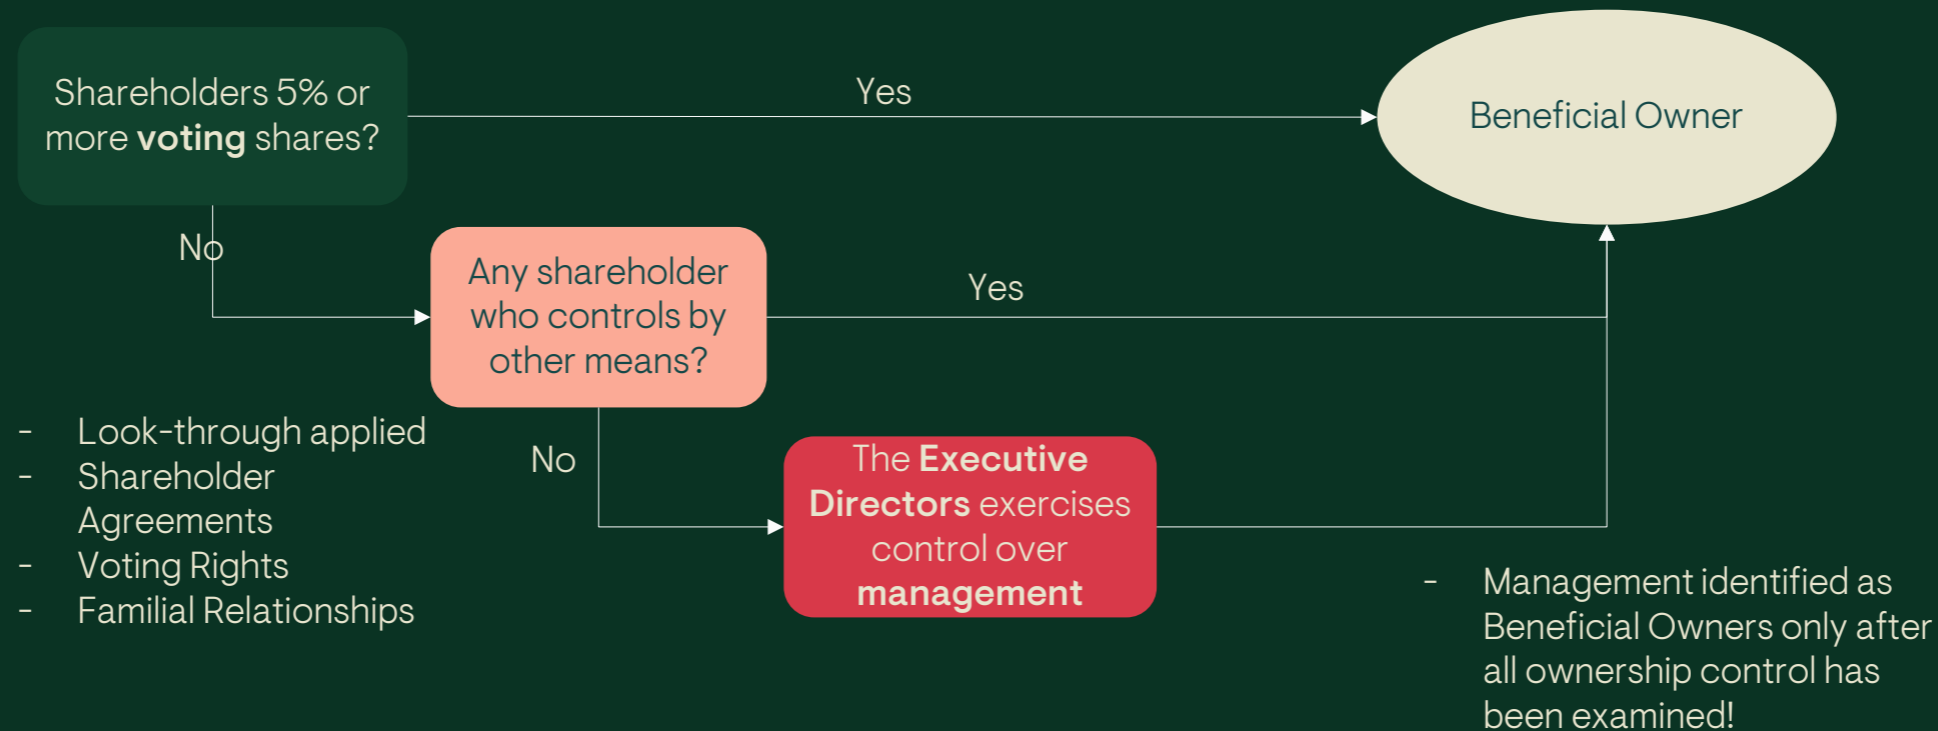 Shareholders 5% or
more voting shares?
Yes
Beneficial Owner
No
Any shareholder
who controls by
other means?
Yes
- Look-through applied
- Shareholder
Agreements
- Voting Rights
- Familial Relationships
No
The Executive
Directors exercises
control over
management
- Management identified as
Beneficial Owners only after
all ownership control has
been examined!